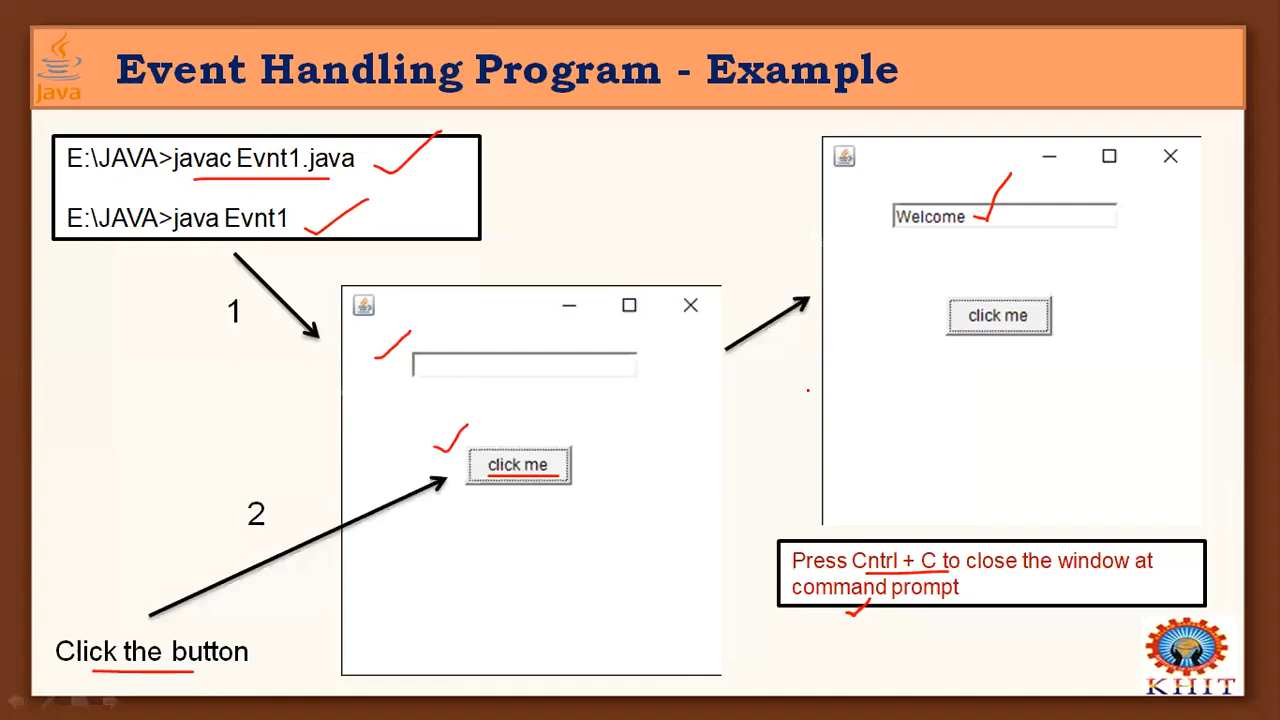 Java
Event Handling Program - Example
E:\JAVA>javac Evnt1.java
E:\JAVA>java Evnt1
1
click me
2
Click the button
Welcome
click me
Press Cntrl + C to close the window at
command prompt
KHIT